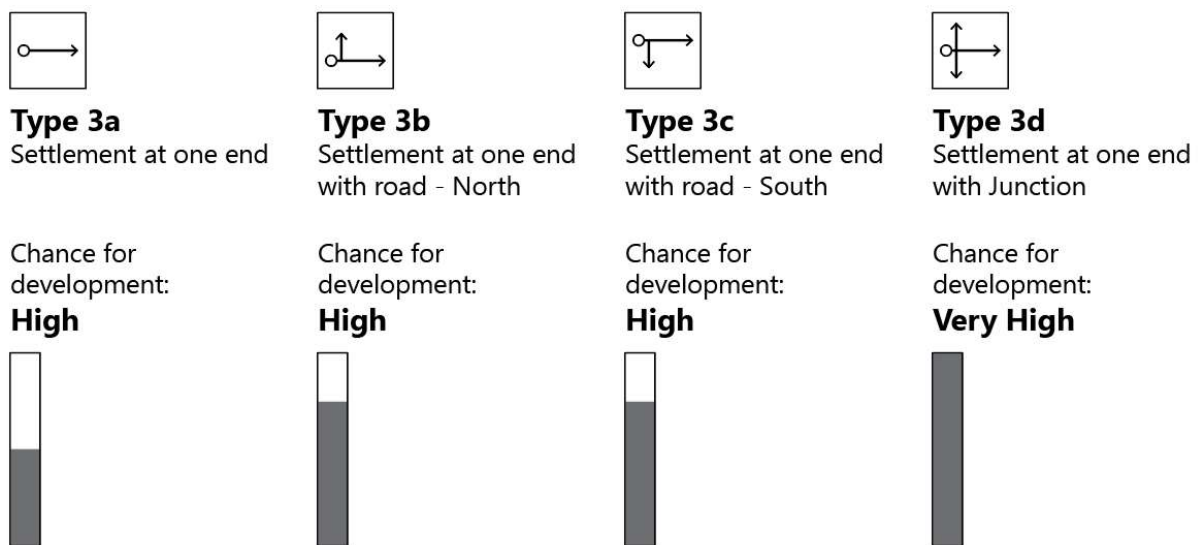 Type 3a
Settlement at one end
Chance for
development:
High
Type 3b
Settlement at one end
with road - North
Chance for
development:
High
Type 3c
Settlement at one end
with road - South
Chance for
development:
High
Type 3d
Settlement at one end
with Junction
Chance for
development:
Very High